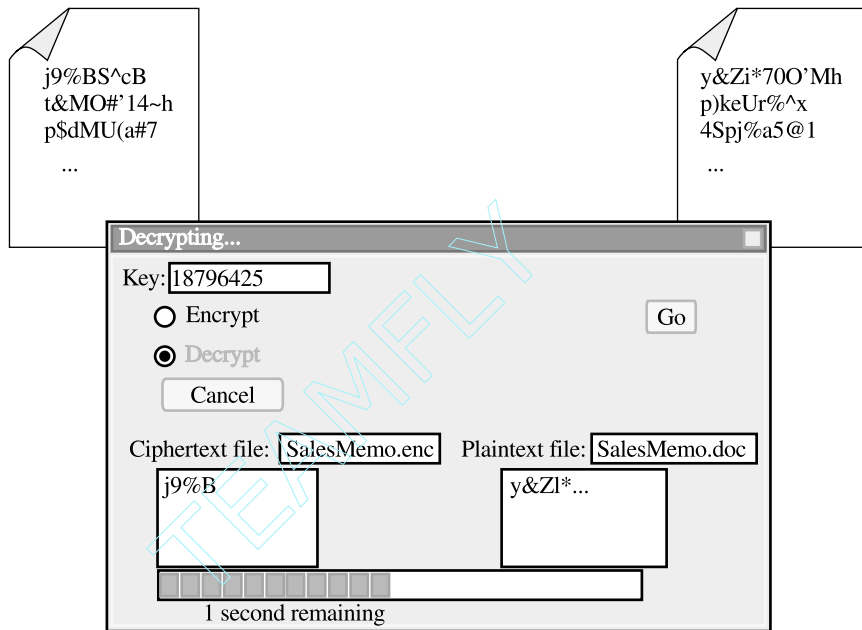 j9%BS^cB
t&MO#'14~h
p$dMU(a#7
...
y&Zi*70O'Mh
p)keUr%^x
4Spj%a5@1
...
Decrypting...
Key: 18796425
Encrypt
Go
Decrypt
Cancel
Ciphertext file: SalesMemo.enc Plaintext file: SalesMemo.doc
j9%B
y&Zl*...
1 second remaining
TEAMFLY